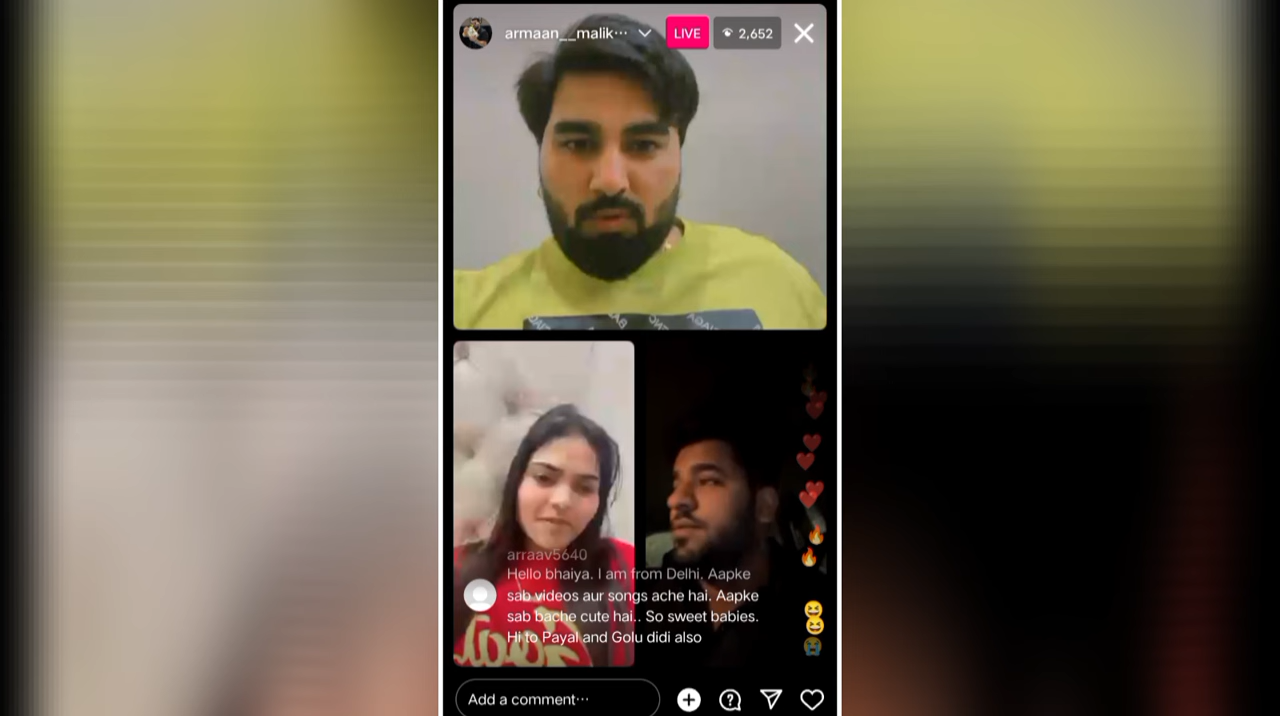 armaan__malik...
LIVE
2,652
arraav5640
Hello bhaiya. I am from Delhi. Aapke
sab videos aur songs ache hai. Aapke
sab bache cute hai.. So sweet babies.
Hi to Payal and Golu didi also
Add a comment...